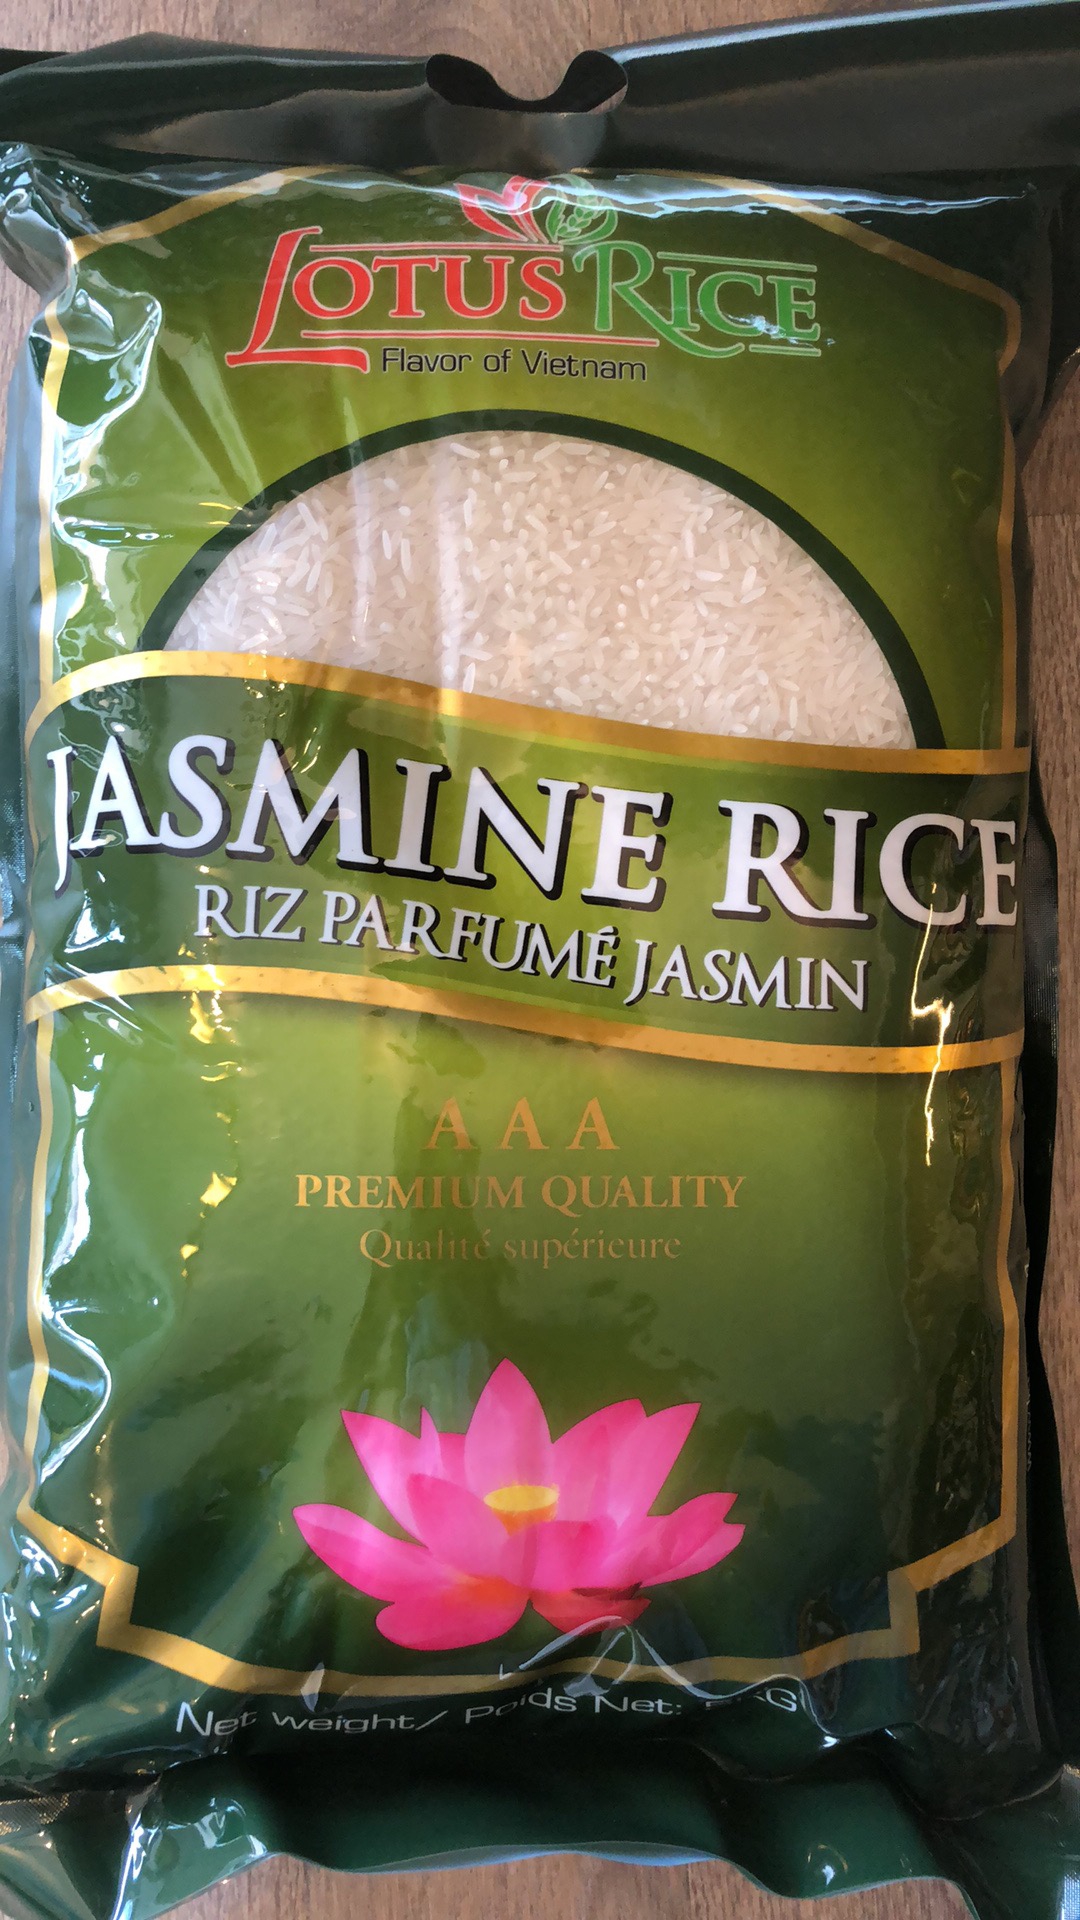 LOTUS RICE
Flavor of Vietnam
JASMINE RICE
RIZ PARFUMÉ JASMIN
A A A
PREMIUM QUALITY
Qualité supérieure
Net weight/ Poids Net: